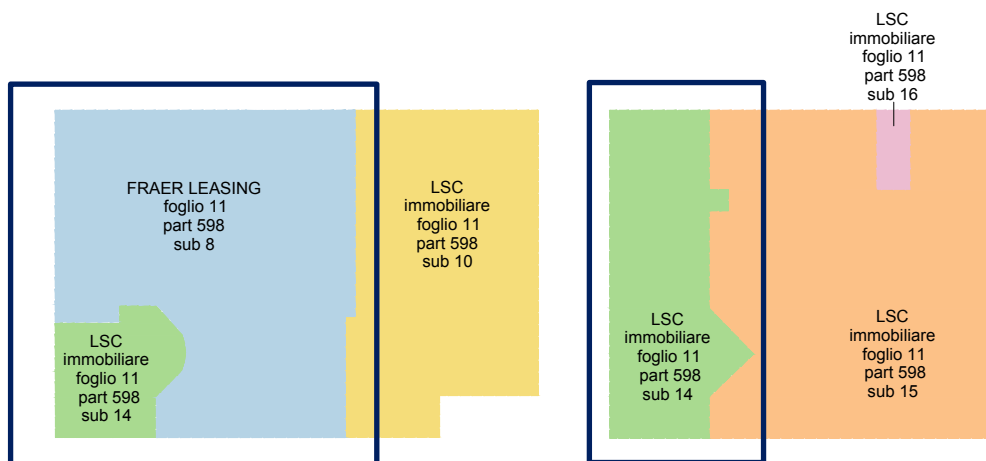 FRAER LEASING
foglio 11
part 598
sub 8
LSC
immobiliare
foglio 11
part 598
sub 10
LSC
immobiliare
foglio 11
part 598
sub 14
LSC
immobiliare
foglio 11
part 598
sub 16
LSC
immobiliare
foglio 11
part 598
sub 14
LSC
immobiliare
foglio 11
part 598
sub 15